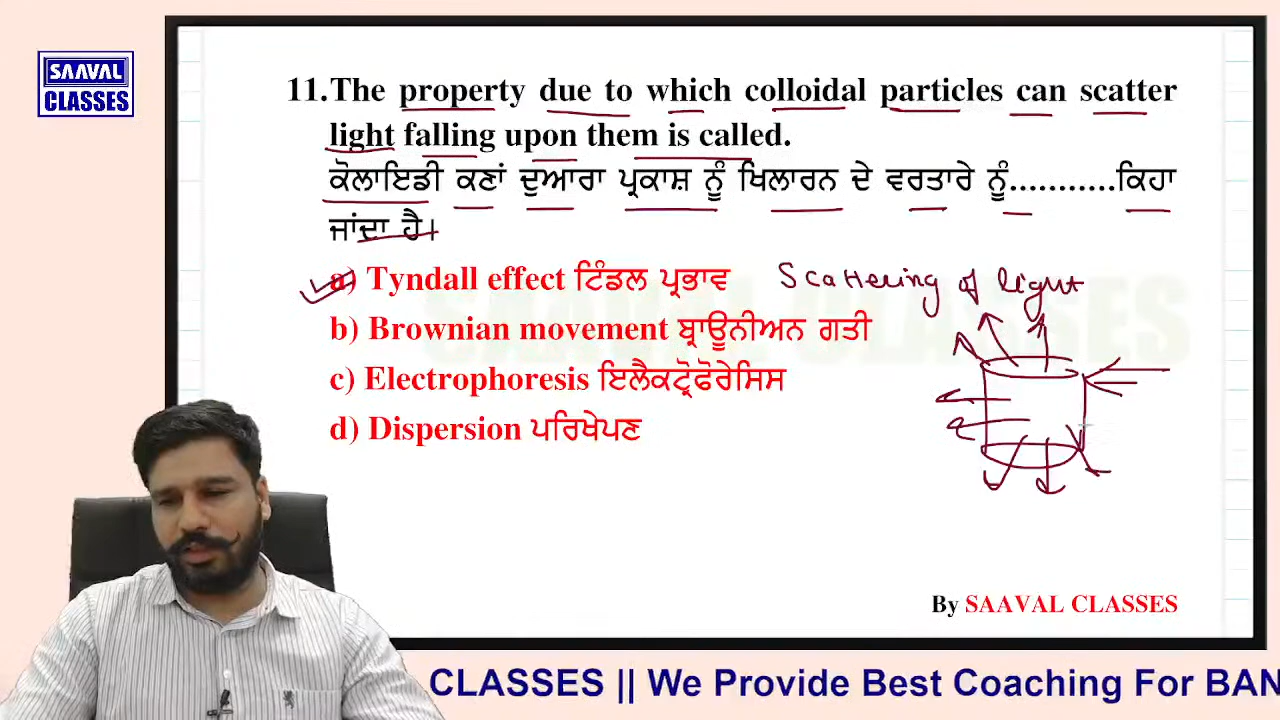 SAAVAL
CLASSES
11.The property due to which colloidal particles can scatter
light falling upon them is called.
ਕੋਲਾਇਡੀ ਕਣਾਂ ਦੁਆਰਾ ਪ੍ਰਕਾਸ਼ ਨੂੰ ਖਿਲਾਰਨ ਦੇ ਵਰਤਾਰੇ ਨੂੰ...........ਕਿਹਾ
ਜਾਂਦਾ ਹੈ।
a) Tyndall effect ਟਿੰਡਲ ਪ੍ਰਭਾਵ Scattering of light
b) Brownian movement ਬ੍ਰਾਊਨੀਅਨ ਗਤੀ
c) Electrophoresis ਇਲੈਕਟ੍ਰੋਫੋਰੇਸਿਸ
d) Dispersion ਪਰਿਖੇਪਣ
SAAVAL CLASSES
By SAAVAL CLASSES
CLASSES || We Provide Best Coaching For BAN